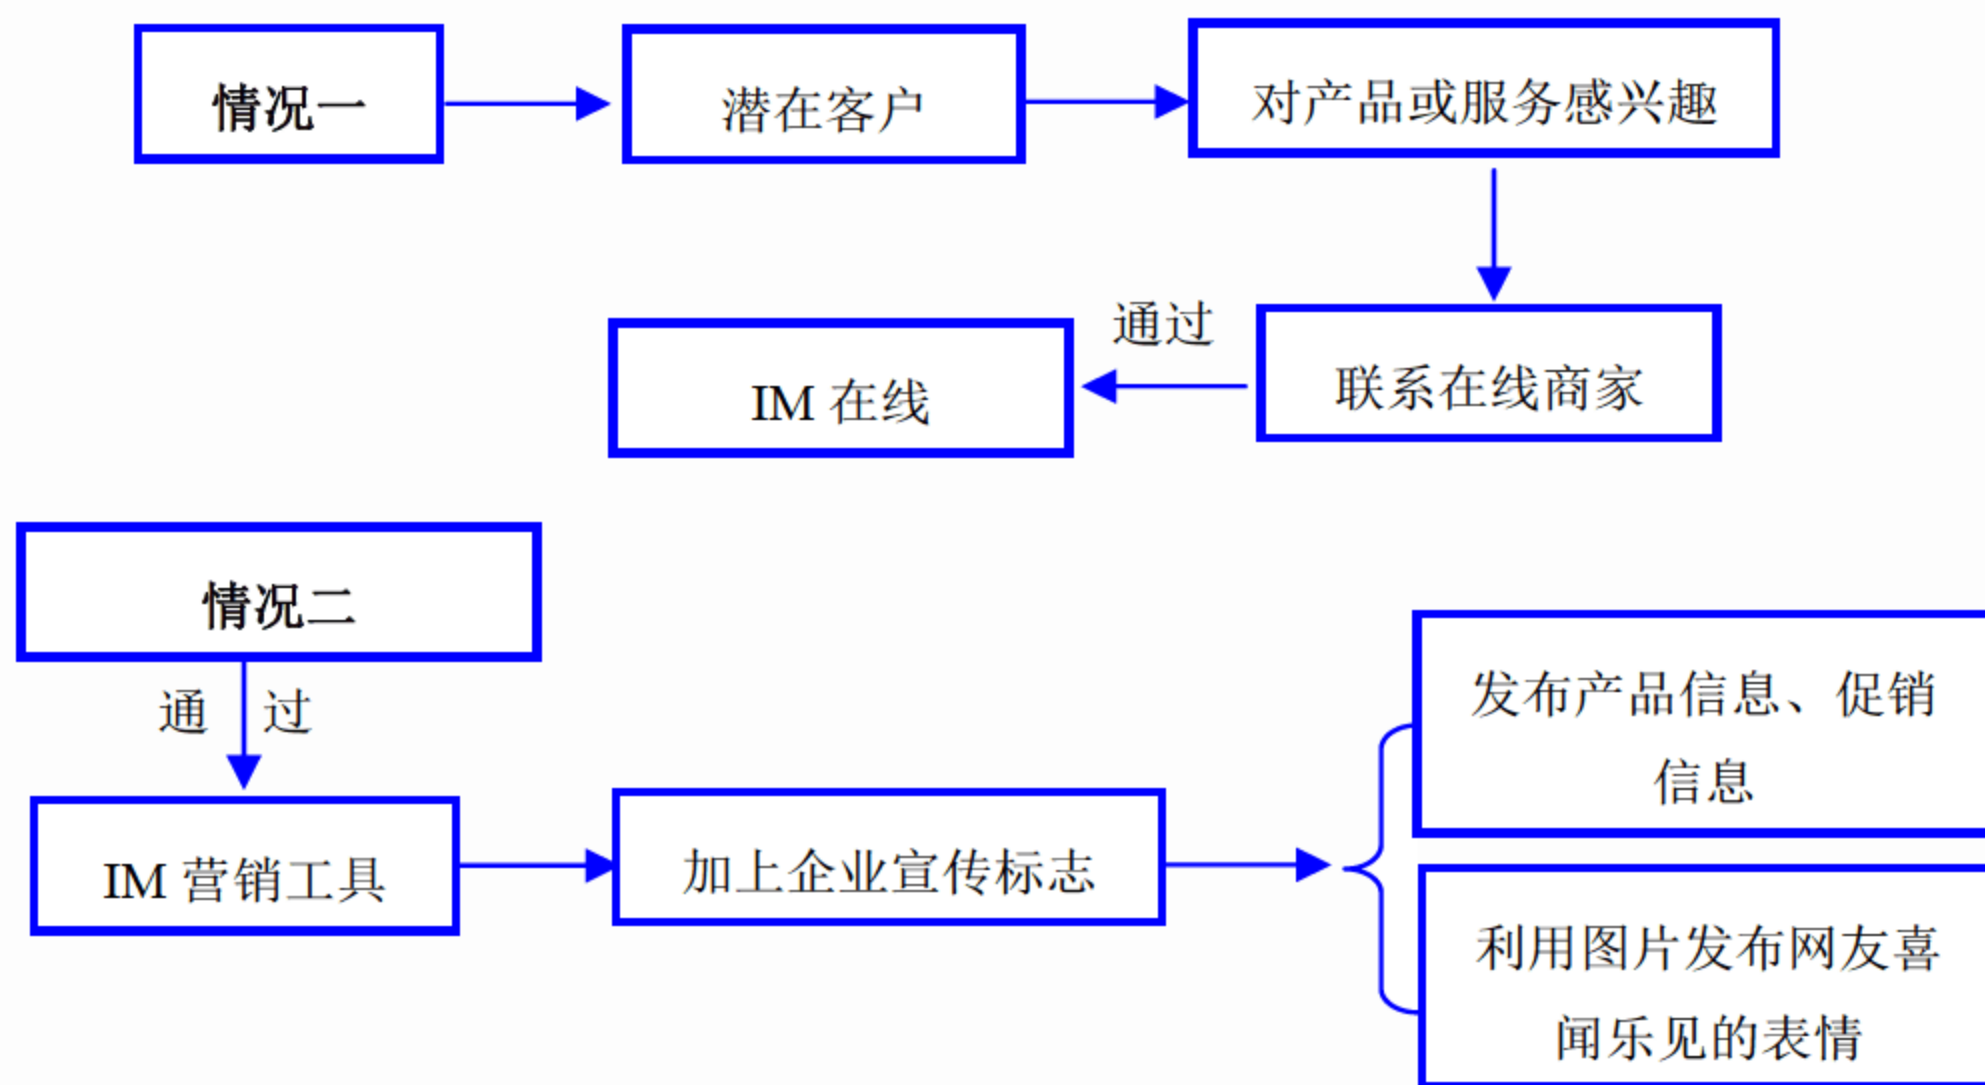 情况一
潜在客户
对产品或服务感兴趣
通过
IM 在线
联系在线商家
情况二
通 过
IM 营销工具
加上企业宣传标志
发布产品信息、促销
信息
利用图片发布网友喜
闻乐见的表情